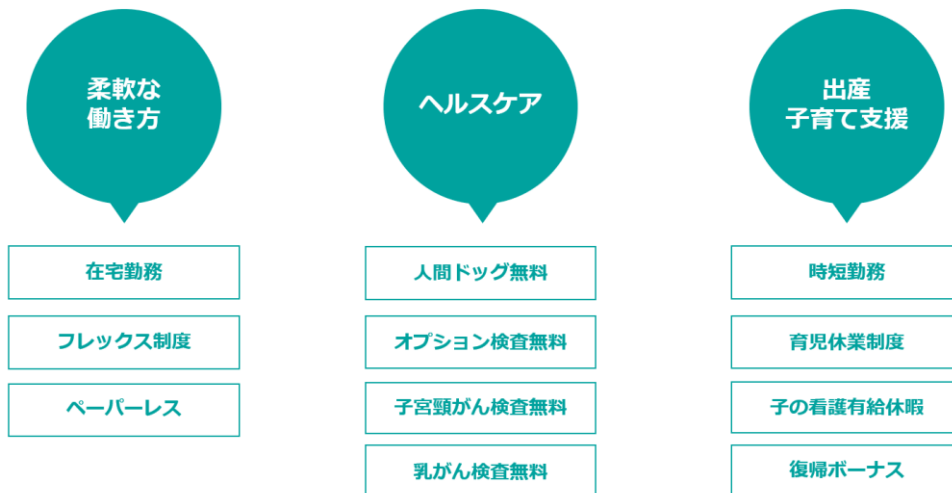 柔軟な
働き方
在宅勤務
フレックス制度
ペーパーレス
ヘルスケア
人間ドッグ無料
オプション検査無料
子宮頸がん検査無料
乳がん検査無料
出産
子育て支援
時短勤務
育児休業制度
子の看護有給休暇
復帰ボーナス